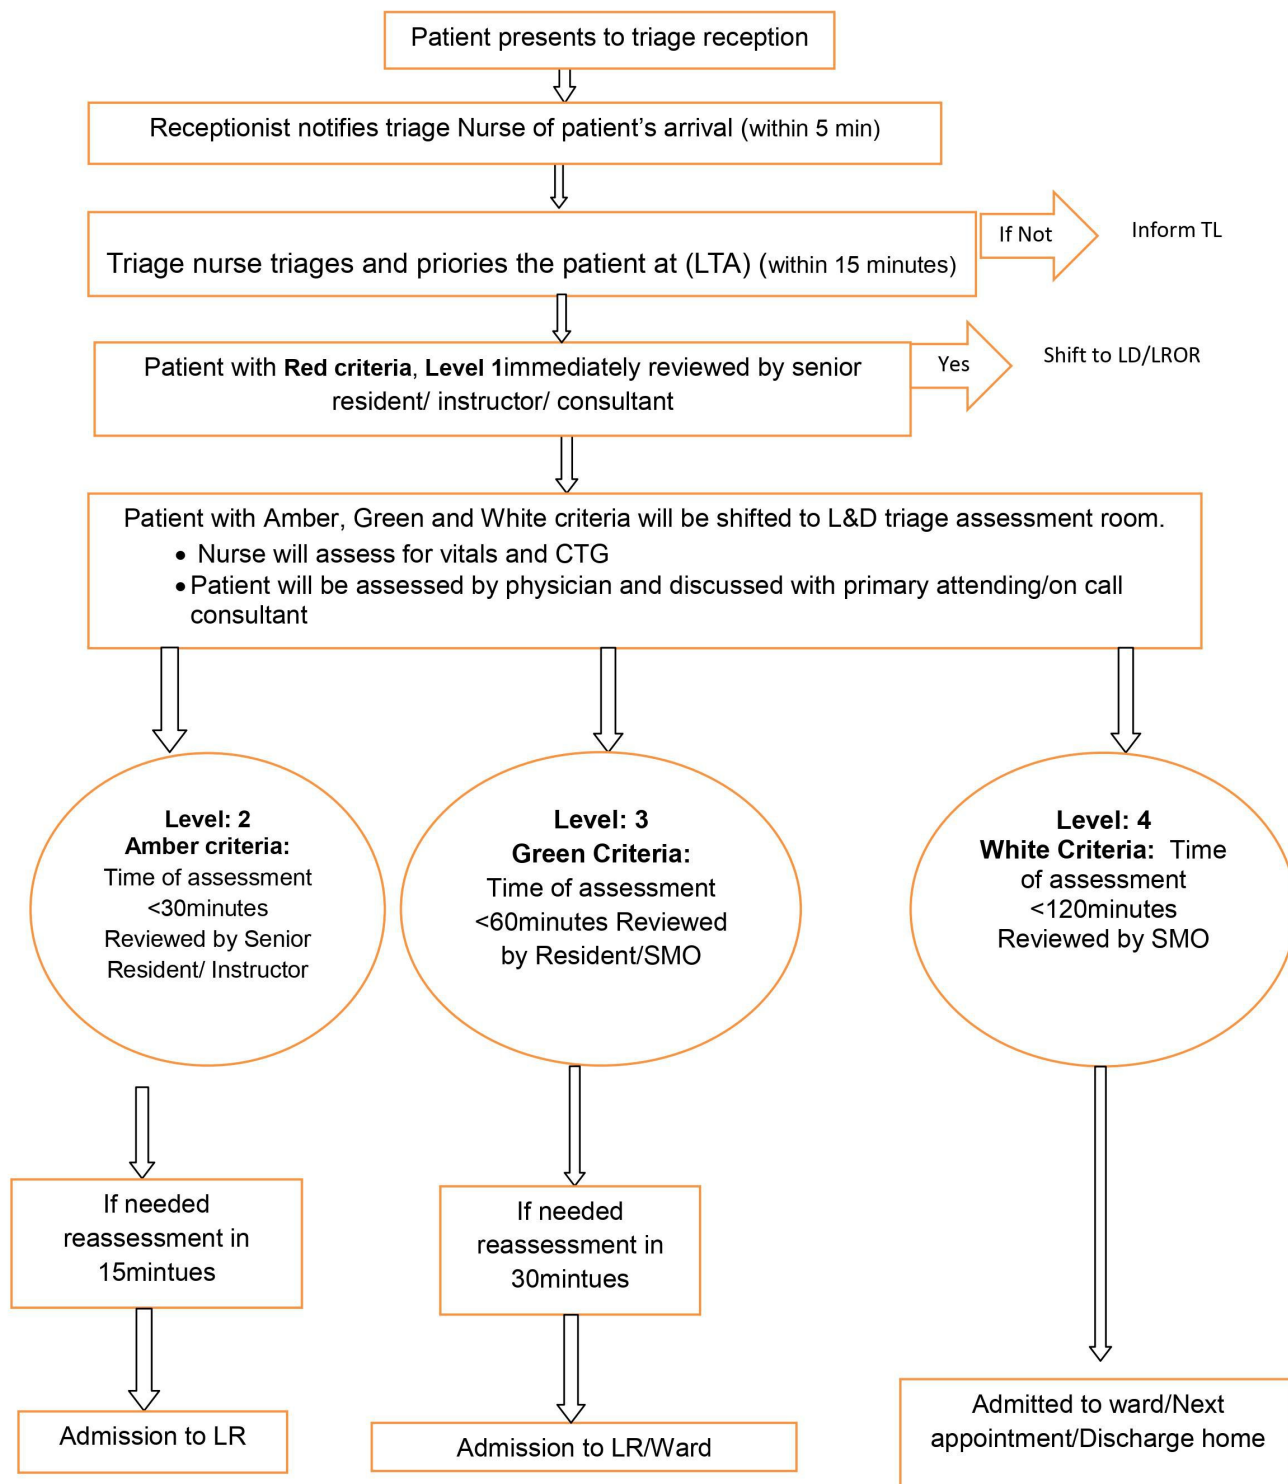 Patient presents to triage reception
Receptionist notifies triage Nurse of patient's arrival (within 5 min)
Triage nurse triages and priories the patient at (LTA) (within 15 minutes)
If Not
Inform TL
Patient with Red criteria, Level 1immediately reviewed by senior
resident/ instructor/ consultant
Yes
Shift to LD/LROR
Patient with Amber, Green and White criteria will be shifted to L&D triage assessment room.
• Nurse will assess for vitals and CTG
• Patient will be assessed by physician and discussed with primary attending/on call
consultant
Level: 2
Amber criteria:
Time of assessment
<30minutes
Reviewed by Senior
Resident/ Instructor
Level: 3
Green Criteria:
Time of assessment
<60minutes Reviewed
by Resident/SMO
Level: 4
White Criteria: Time
of assessment
<120minutes
Reviewed by SMO
If needed
reassessment in
15mintues
If needed
reassessment in
30mintues
Admission to LR
Admission to LR/Ward
Admitted to ward/Next
appointment/Discharge home